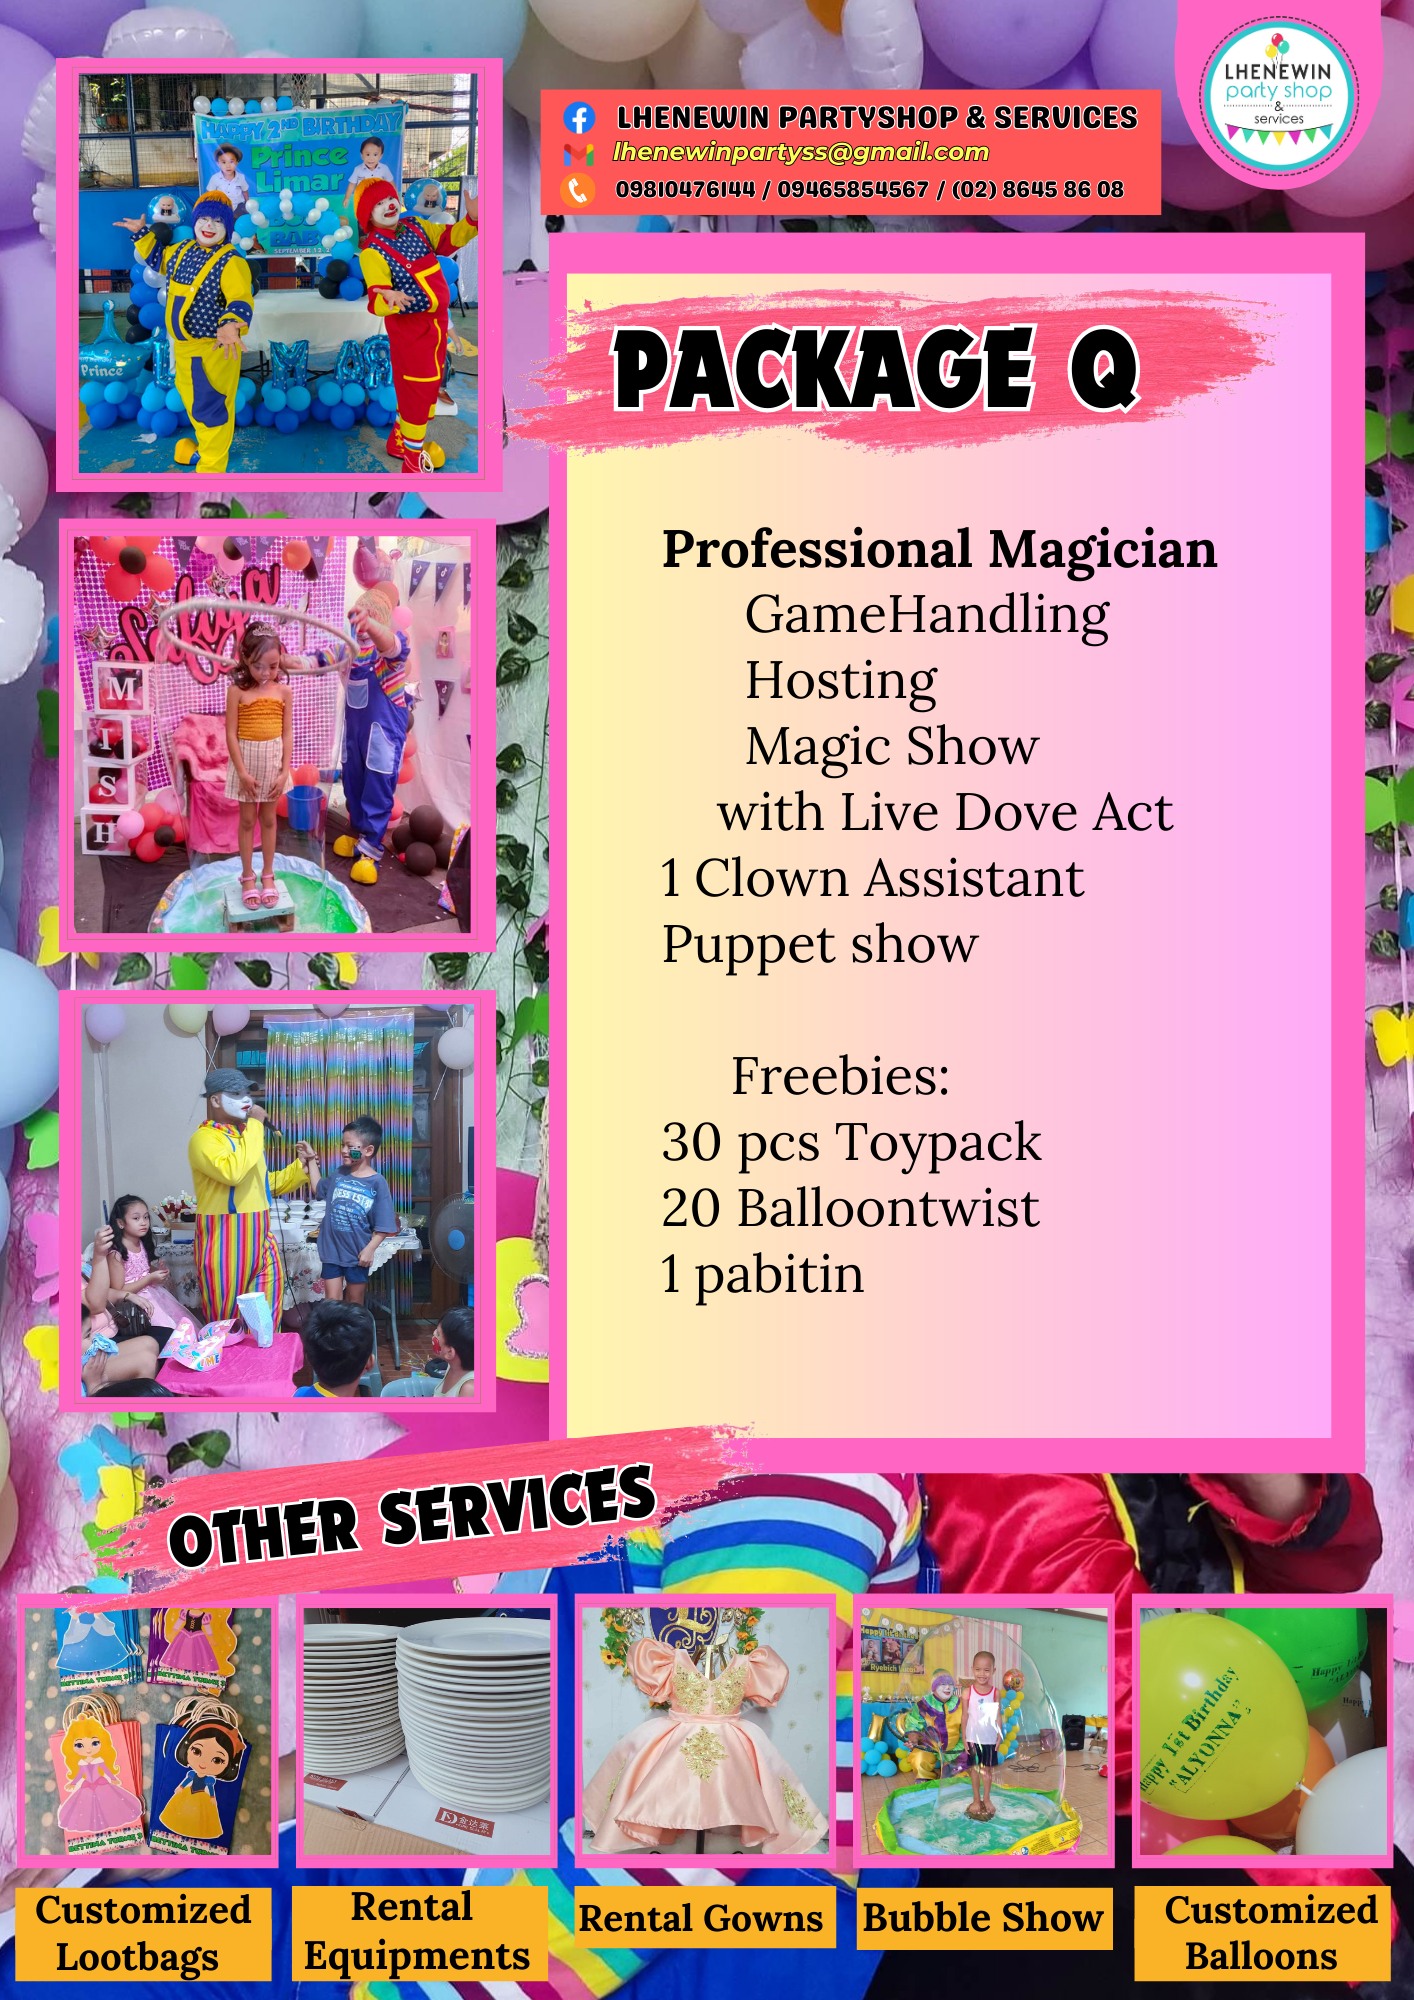 LHENEWIN
party shop
&
services
LHENEWIN PARTYSHOP & SERVICES
lhenewinpartyss@gmail.com
09810476144 / 09465854567 / (02) 8645 86 08
HAPPY 2ND BIRTHDAY
Prince
Limar
Prince
PACKAGE Q
Professional Magician
GameHandling
Hosting
Magic Show
with Live Dove Act
1 Clown Assistant
Puppet show
Freebies:
30 pcs Toypack
20 Balloontwist
1 pabitin
M
I
S
H
OTHER SERVICES
Happy 1st Birthday
"ALYONNA"
Customized
Lootbags
Rental
Equipments
Rental Gowns
Bubble Show
Customized
Balloons